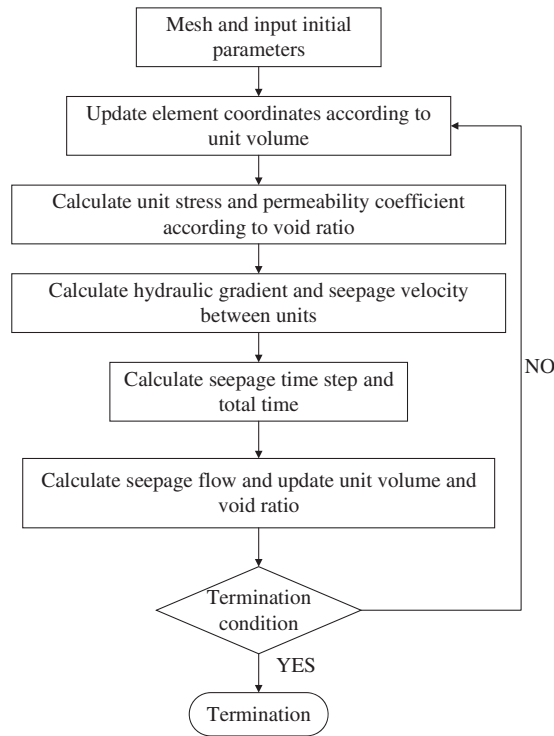 Mesh and input initial
parameters
Update element coordinates according to
unit volume
Calculate unit stress and permeability coefficient
according to void ratio
Calculate hydraulic gradient and seepage velocity
between units
NO
Calculate seepage time step and
total time
Calculate seepage flow and update unit volume and
void ratio
Termination
condition
YES
Termination